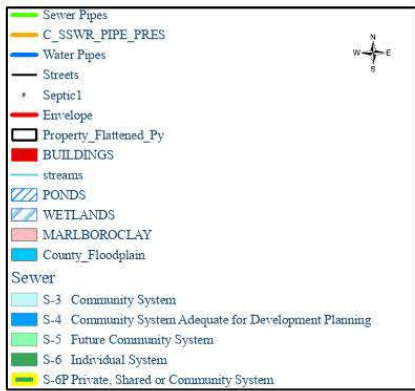 Sewer Pipes
C_SSWR_PIPE_PRES
Water Pipes
Streets
Septic1
Envelope
Property_Flattened_Py
BUILDINGS
streams
PONDS
WETLANDS
MARLBOROCLAY
County_Floodplain
Sewer
S-3 Community System
S-4 Community System Adequate for Development Planning
S-5 Future Community System
S-6 Individual System
S-6P Private, Shared or Community System
N
W E
S